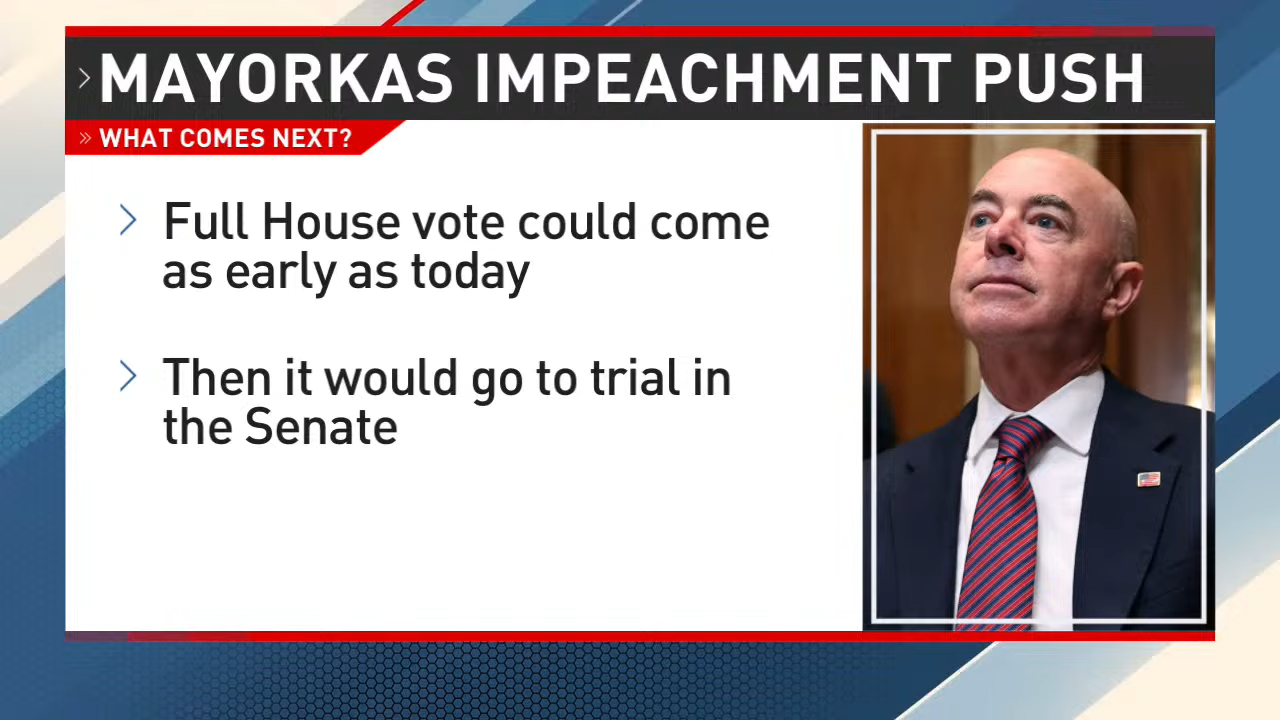 MAYORKAS IMPEACHMENT PUSH
WHAT COMES NEXT?
Full House vote could come
as early as today
Then it would go to trial in
the Senate